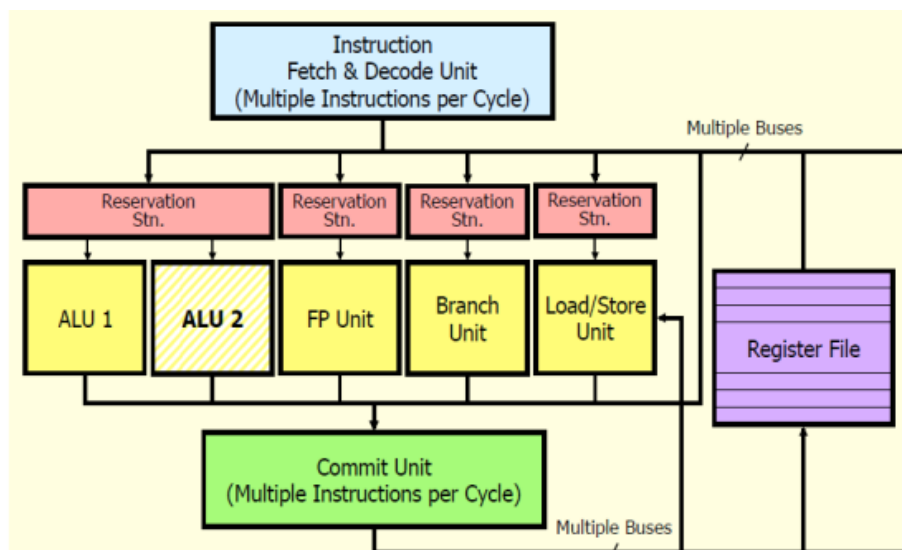 Instruction
Fetch & Decode Unit
(Multiple Instructions per Cycle)
Multiple Buses
Reservation
Stn.
Reservation
Stn.
Reservation
Stn.
Reservation
Stn.
ALU 1
ALU 2
FP Unit
Branch
Unit
Load/Store
Unit
Register File
Commit Unit
(Multiple Instructions per Cycle)
Multiple Buses